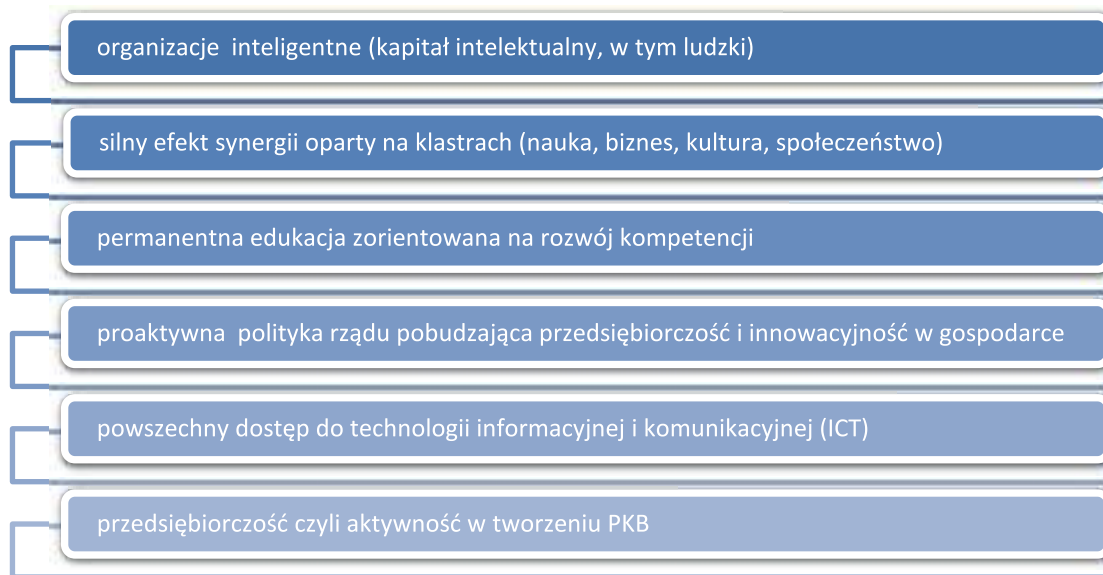 organizacje  inteligentne (kapitał intelektualny, w tym ludzki)
silny efekt synergii oparty na klastrach (nauka, biznes, kultura, społeczeństwo)
permanentna edukacja zorientowana na rozwój kompetencji
proaktywna  polityka rządu pobudzająca przedsiębiorczość i innowacyjność w gospodarce
powszechny dostęp do technologii informacyjnej i komunikacyjnej (ICT)
przedsiębiorczość czyli aktywność w tworzeniu PKB